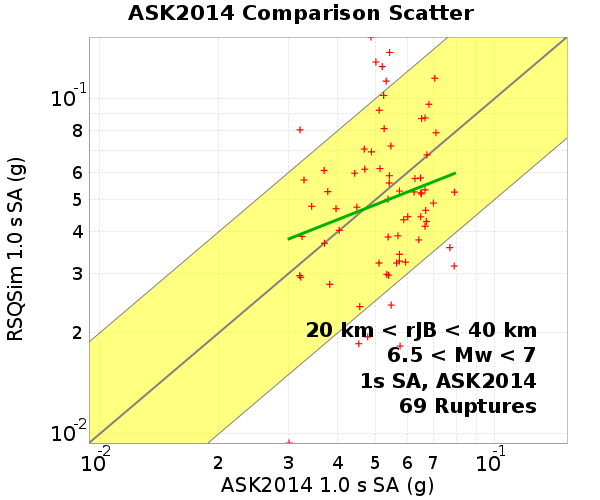 ASK2014 Comparison Scatter
RSQSim 1.0 s SA (g)
10-1
8
6
5
4
3
2
10-2
20 km < rJB < 40 km
6.5 < Mw < 7
1s SA, ASK2014
69 Ruptures
10-2 2 3 4 5 6 7 10-1
ASK2014 1.0 s SA (g)